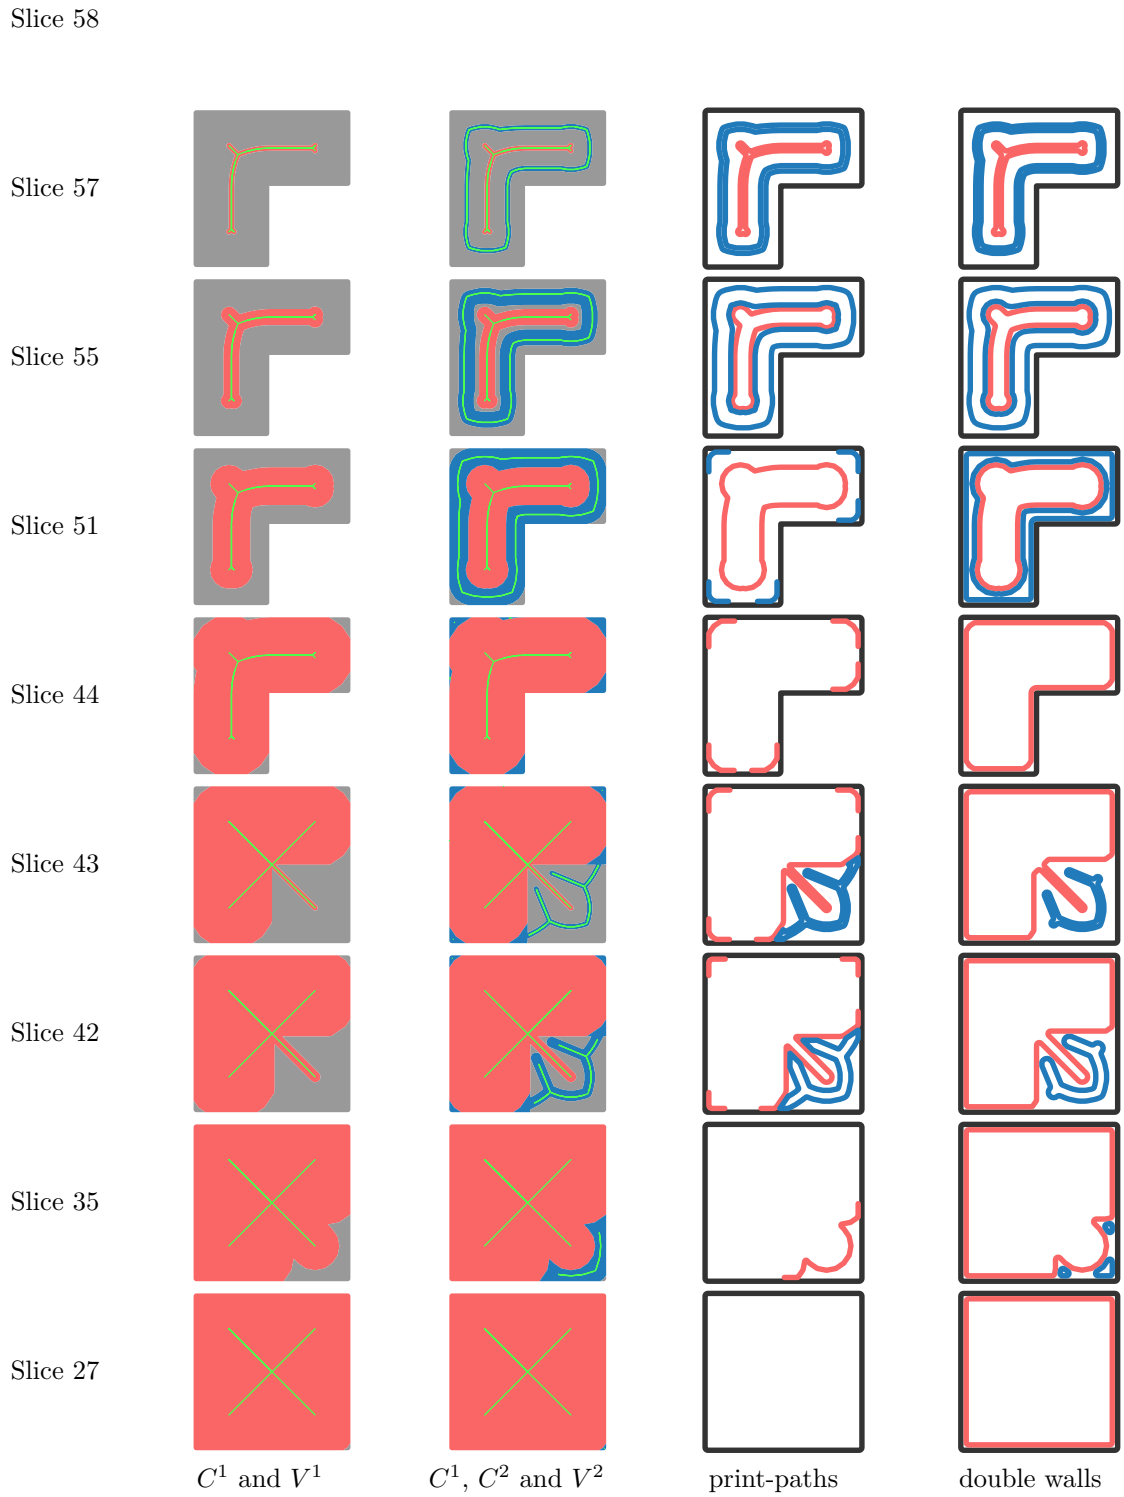 Slice 58
Slice 57
Slice 55
Slice 51
Slice 44
Slice 43
Slice 42
Slice 35
Slice 27
C¹ and V¹
C¹, C² and V²
print-paths
double walls